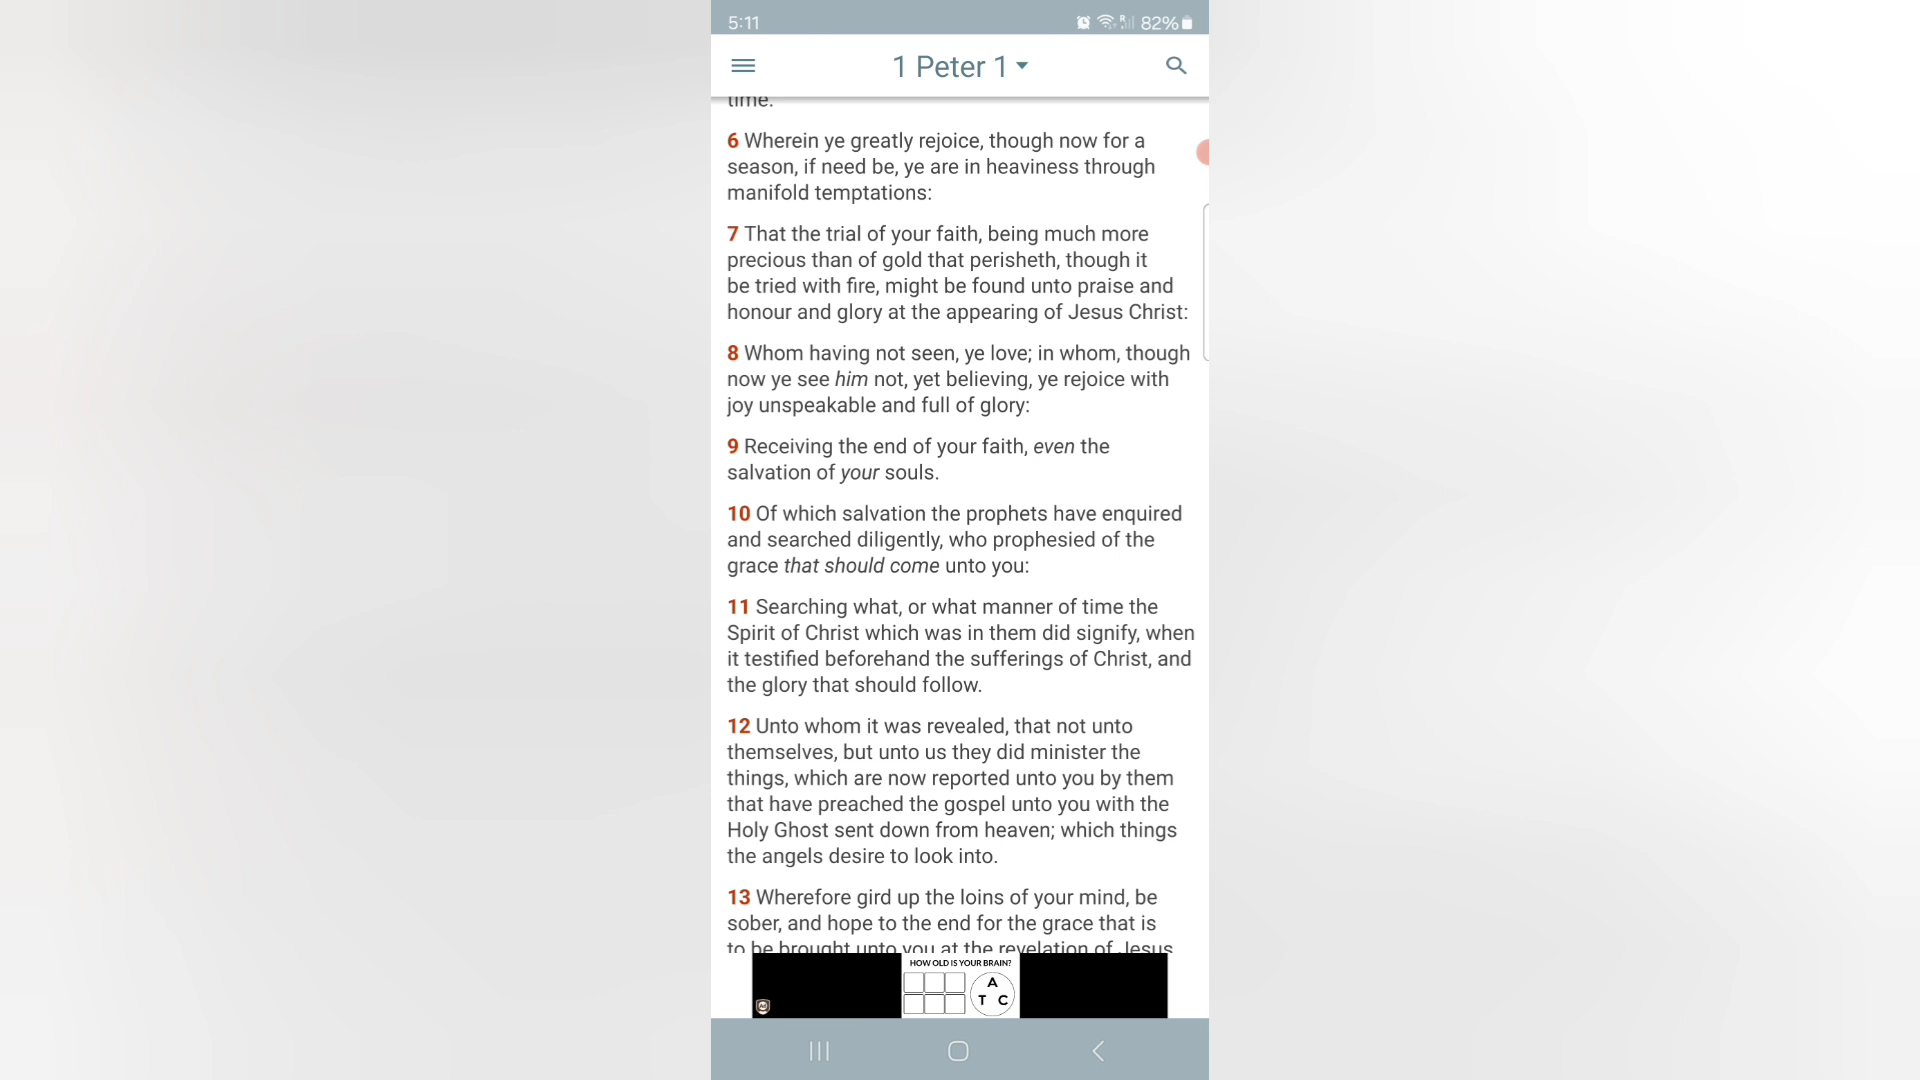 5:11
82%
1 Peter 1
time.
6 Wherein ye greatly rejoice, though now for a
season, if need be, ye are in heaviness through
manifold temptations:
7 That the trial of your faith, being much more
precious than of gold that perisheth, though it
be tried with fire, might be found unto praise and
honour and glory at the appearing of Jesus Christ:
8 Whom having not seen, ye love; in whom, though
now ye see him not, yet believing, ye rejoice with
joy unspeakable and full of glory:
9 Receiving the end of your faith, even the
salvation of your souls.
10 Of which salvation the prophets have enquired
and searched diligently, who prophesied of the
grace that should come unto you:
11 Searching what, or what manner of time the
Spirit of Christ which was in them did signify, when
it testified beforehand the sufferings of Christ, and
the glory that should follow.
12 Unto whom it was revealed, that not unto
themselves, but unto us they did minister the
things, which are now reported unto you by them
that have preached the gospel unto you with the
Holy Ghost sent down from heaven; which things
the angels desire to look into.
13 Wherefore gird up the loins of your mind, be
sober, and hope to the end for the grace that is
to be brought unto you at the revelation of Jesus
HOW OLD IS YOUR BRAIN?
A
T C